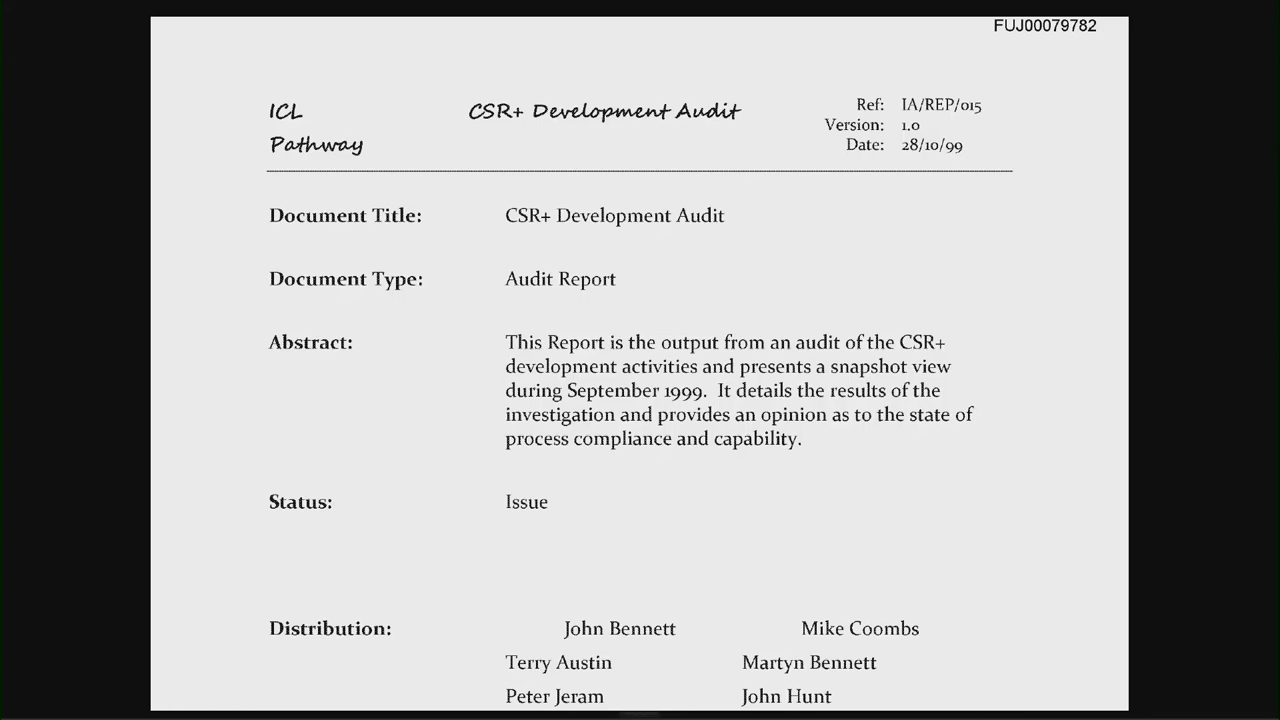 FUJ00079782
ICL CSR+ Development Audit Ref: IA/REP/015
Version: 1.0
Pathway Date: 28/10/99
Document Title: CSR+ Development Audit
Document Type: Audit Report
Abstract: This Report is the output from an audit of the CSR+
development activities and presents a snapshot view
during September 1999. It details the results of the
investigation and provides an opinion as to the state of
process compliance and capability.
Status: Issue
Distribution: John Bennett Mike Coombs
Terry Austin Martyn Bennett
Peter Jeram John Hunt